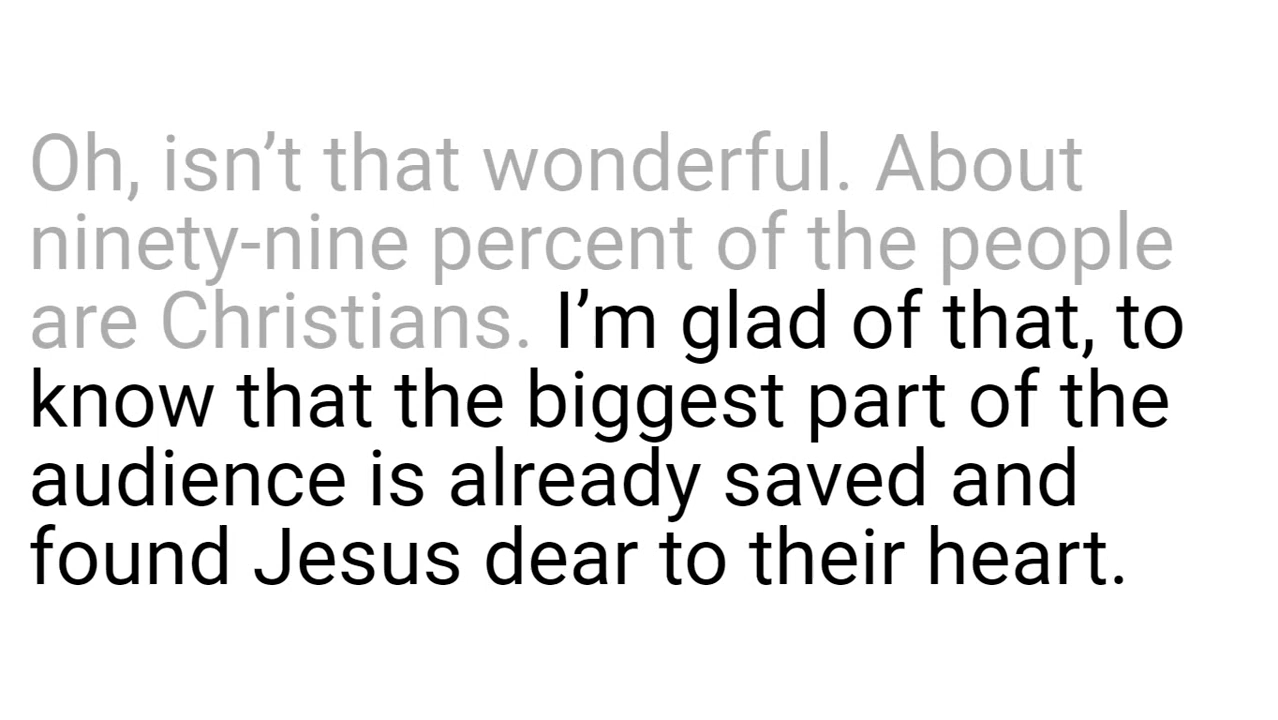 Oh, isn’t that wonderful. About
ninety-nine percent of the people
are Christians. I’m glad of that, to
know that the biggest part of the
audience is already saved and
found Jesus dear to their heart.